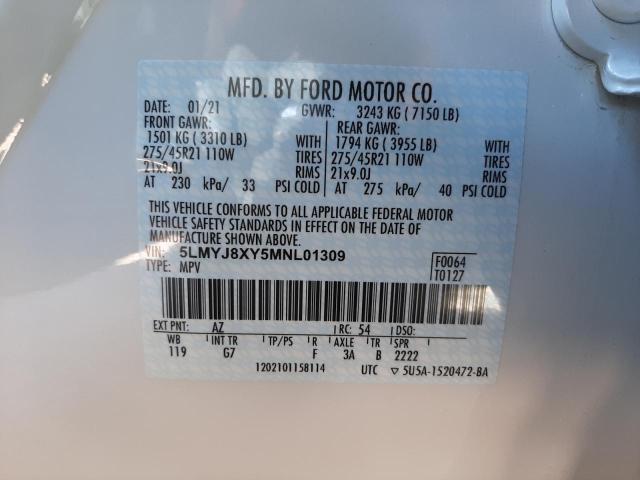 MFD. BY FORD MOTOR CO.
DATE: 01/21 GVWR: 3243 KG ( 7150 LB)
FRONT GAWR: REAR GAWR:
1501 KG ( 3310 LB) 1794 KG ( 3955 LB)
275/45R21 110W TIRES 275/45R21 110W TIRES
21x9.0J RIMS 21x9.0J RIMS
AT 230 kPa/ 33 PSI COLD AT 275 kPa/ 40 PSI COLD
THIS VEHICLE CONFORMS TO ALL APPLICABLE FEDERAL MOTOR
VEHICLE SAFETY STANDARDS IN EFFECT ON THE DATE OF
MANUFACTURE SHOWN ABOVE.
VIN: 5LMYJ8XY5MNL01309 F0064
TYPE: MPV T0127
EXT PNT: AZ RC: 54 DSO:
WB INT TR TP/PS R AXLE TR SPR
119 G7 F 3A B 2222
1202101158114 UTC ▽ 5U5A-1520472-BA